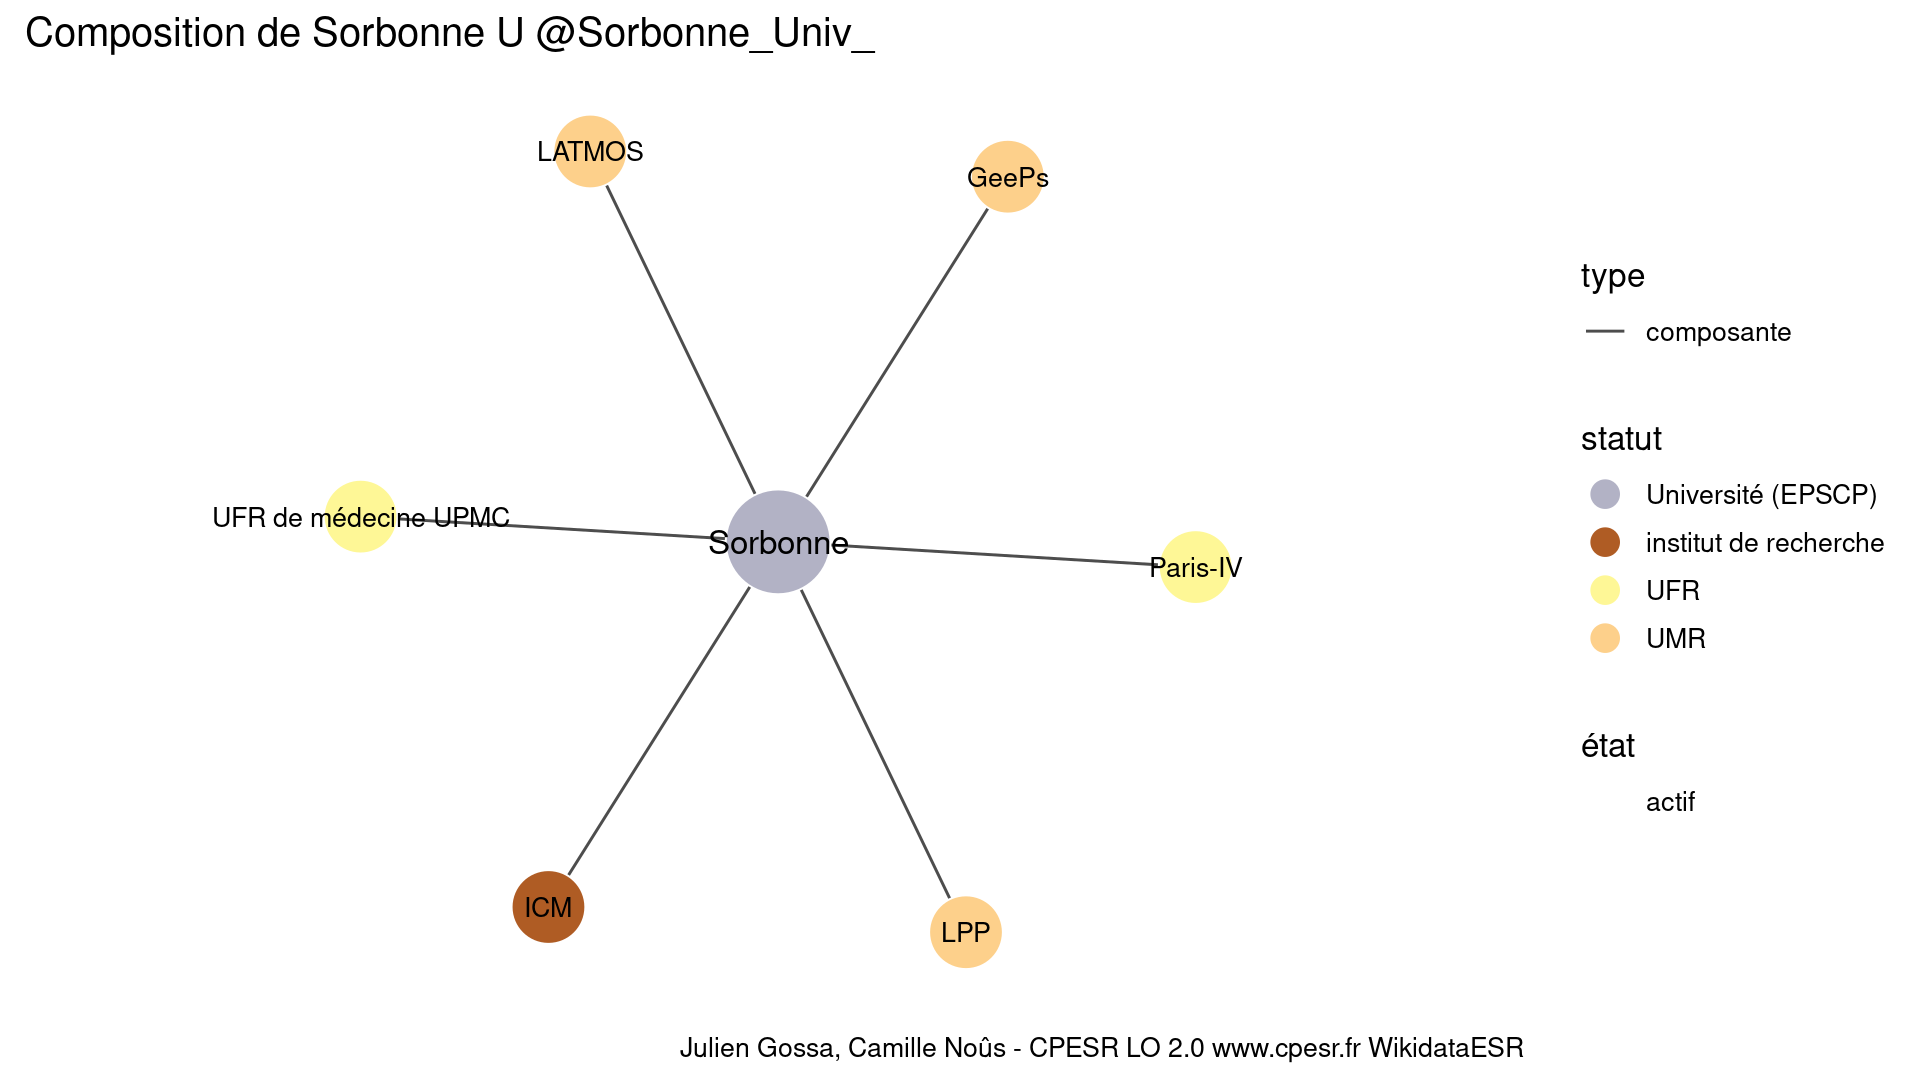 Composition de Sorbonne U @Sorbonne_Univ_
LATMOS
GeePs
UFR de médecine UPMC
Sorbonne
Paris-IV
ICM
LPP
type
composante
statut
Université (EPSCP)
institut de recherche
UFR
UMR
état
actif
Julien Gossa, Camille Noûs - CPESR LO 2.0 www.cpesr.fr WikidataESR